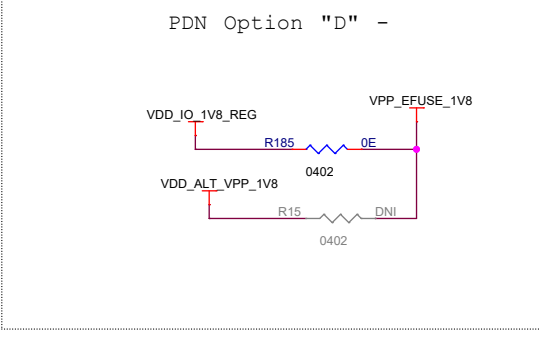 PDN Option "D" -
VPP_EFUSE_1V8
VDD_IO_1V8_REG
R185 0E
0402
VDD_ALT_VPP_1V8
R15 DNI
0402